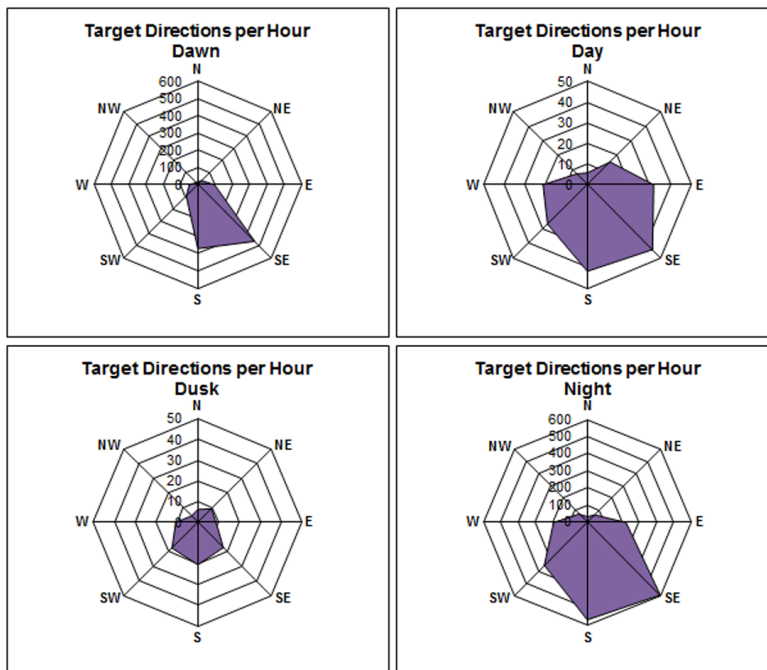 Target Directions per Hour
Dawn
N
600
500
400
300
200
100
0
NW
NE
W
E
SW
SE
S
Target Directions per Hour
Day
N
50
40
30
20
10
0
NW
NE
W
E
SW
SE
S
Target Directions per Hour
Dusk
N
50
40
30
20
10
0
NW
NE
W
E
SW
SE
S
Target Directions per Hour
Night
N
600
500
400
300
200
100
0
NW
NE
W
E
SW
SE
S